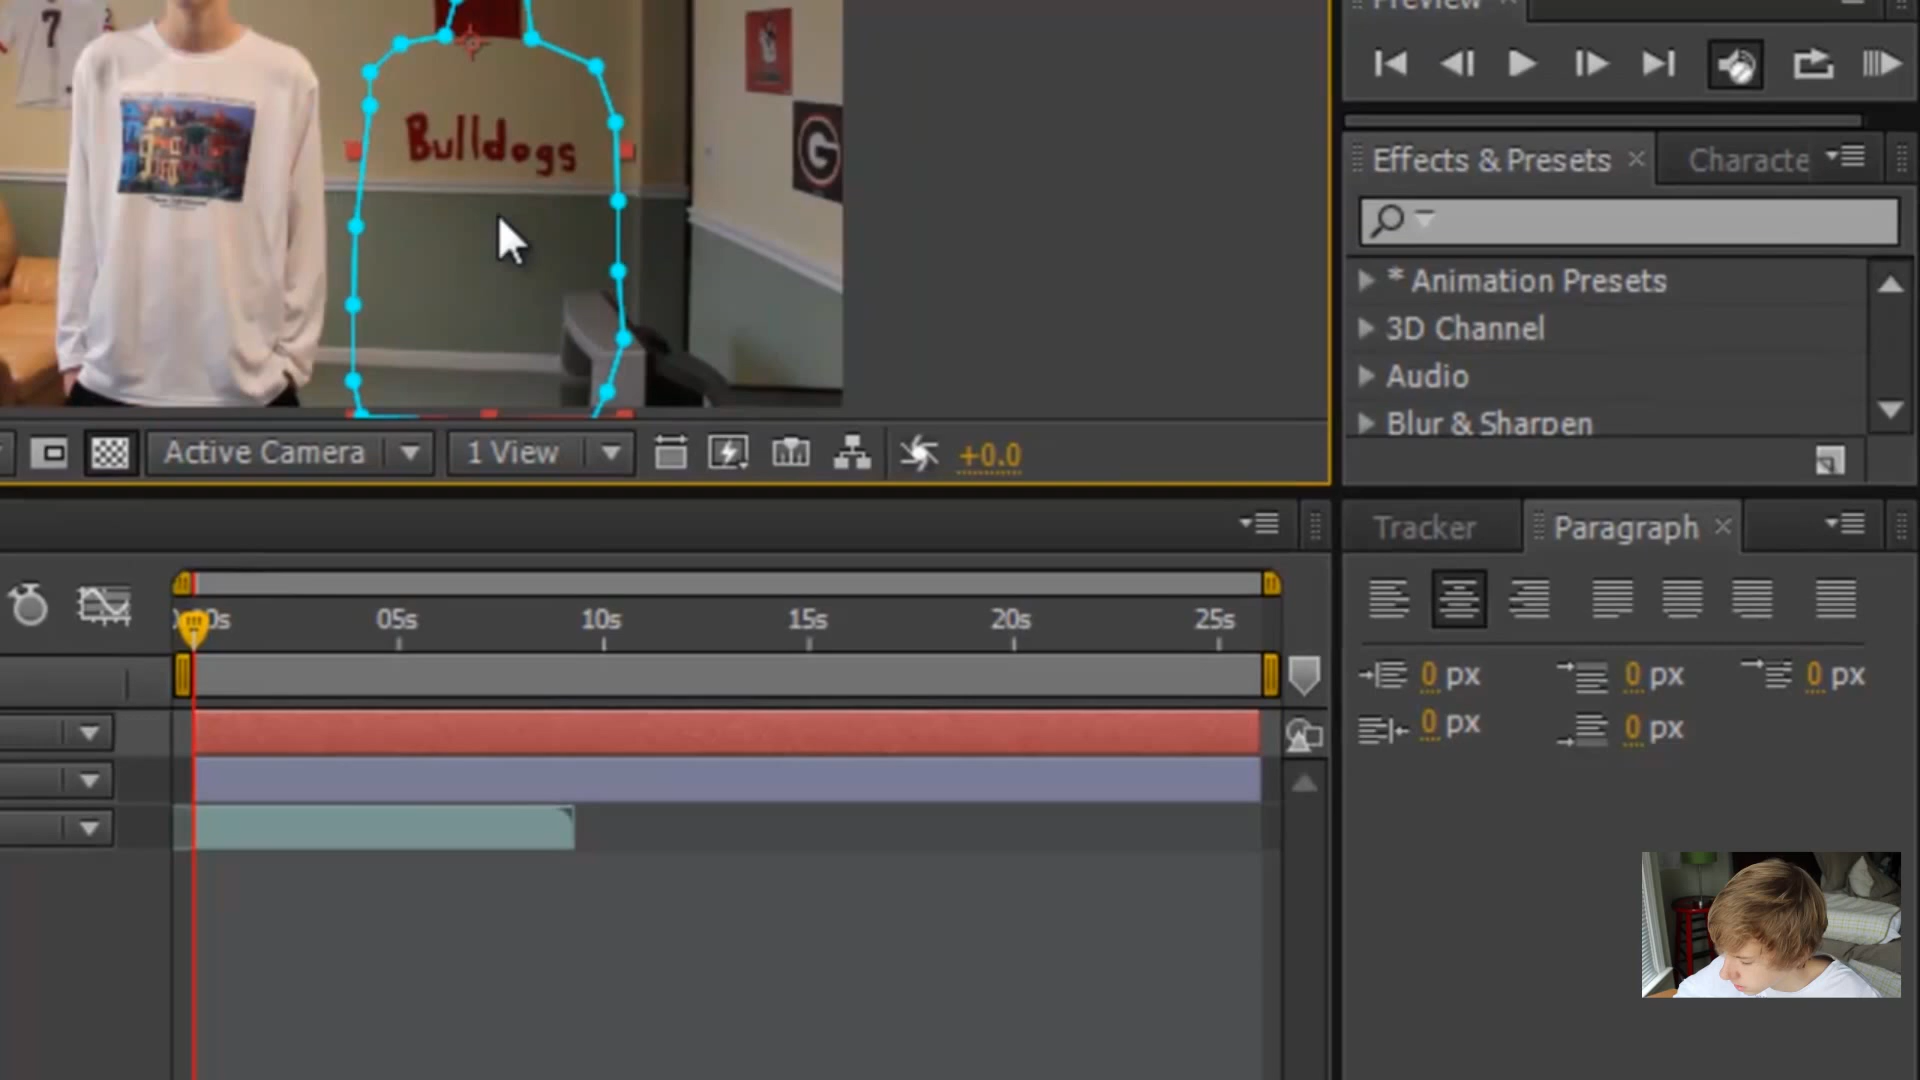 Preview
7
Bulldogs
G
Effects & Presets
Characte
* Animation Presets
3D Channel
Audio
Blur & Sharpen
Active Camera
1 View
+0.0
Tracker
Paragraph
05s
10s
15s
20s
25s
0 px
0 px
0 px
0 px
0 px